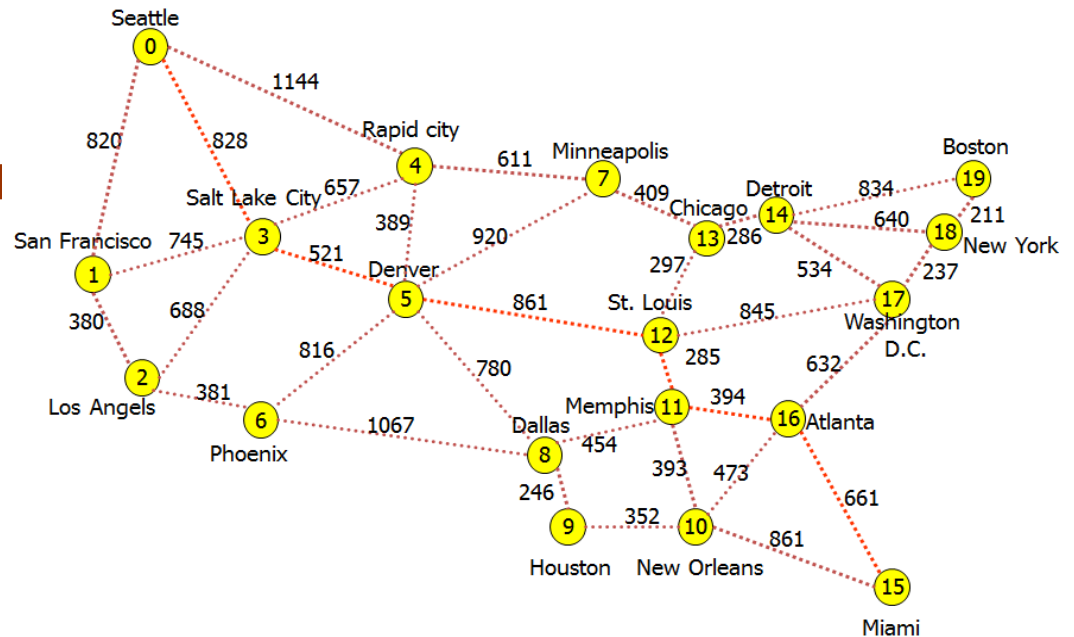 Seattle
0
1144
820
828
Rapid city
4
611
Minneapolis
7
Boston
19
657
409
Detroit
834
Salt Lake City
Chicago
14
211
389
640
18
San Francisco
745
3
920
13
286
New York
1
521
Denver
297
534
237
5
861
St. Louis
17
688
845
Washington
D.C.
380
12
816
285
632
2
780
381
394
Los Angels
Memphis
11
16
Atlanta
6
1067
Dallas
454
Phoenix
8
393
473
246
661
9
352
10
861
Houston
New Orleans
15
Miami